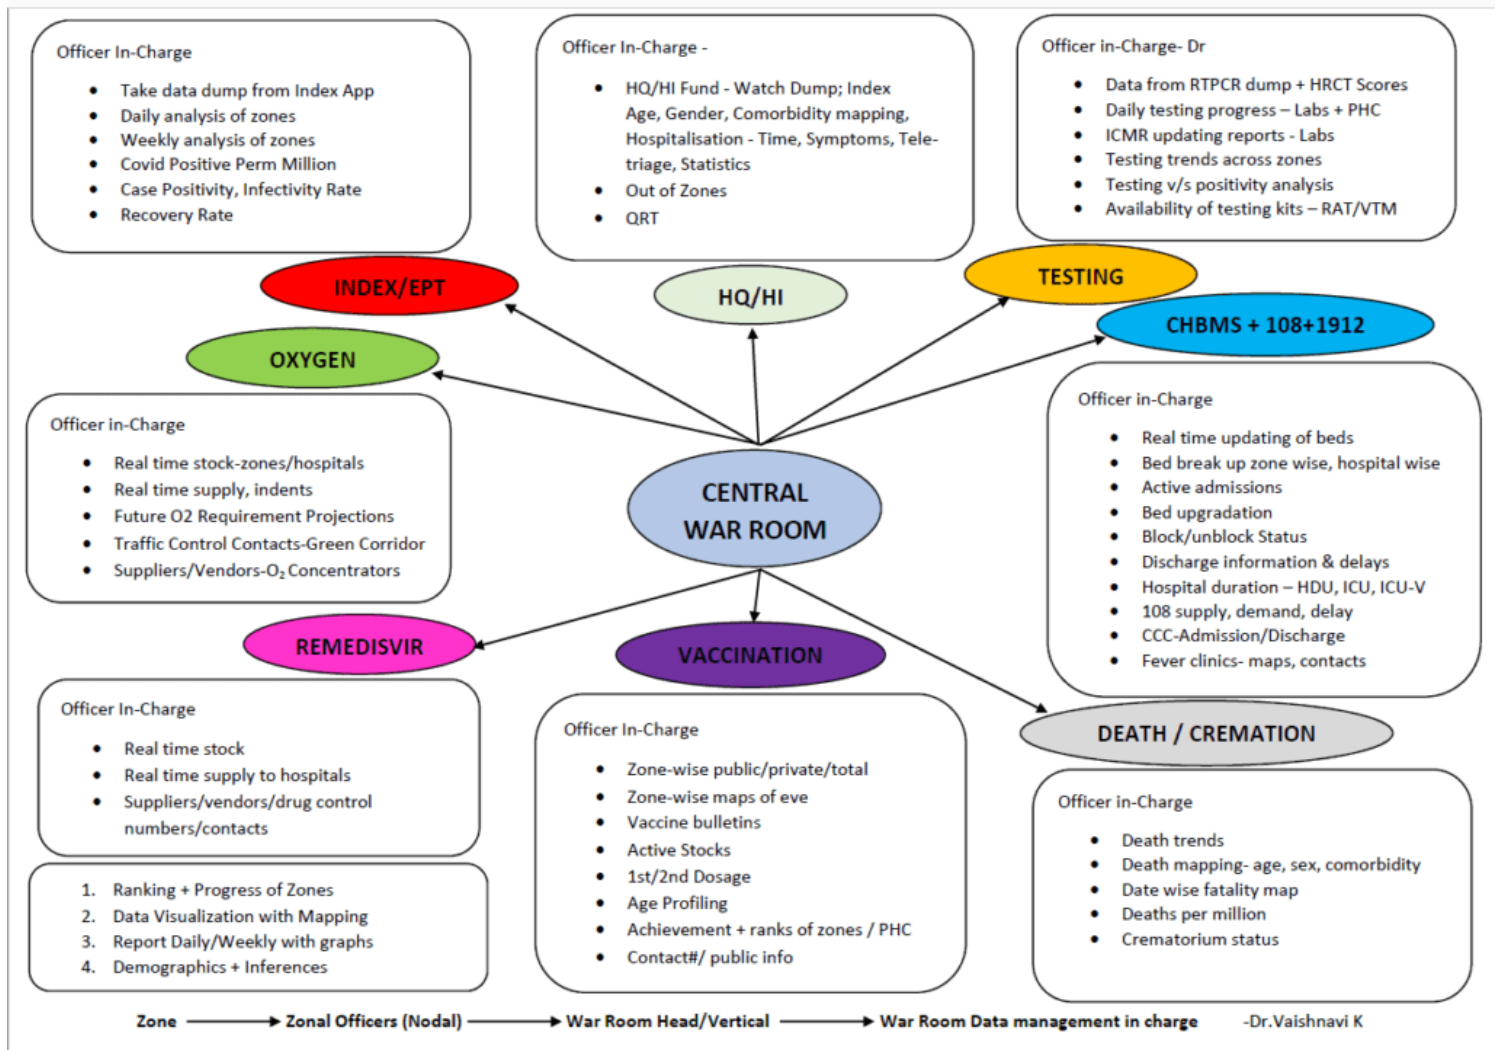 Officer In-Charge
Take data dump from Index App
Daily analysis of zones
Weekly analysis of zones
Covid Positive Perm Million
Case Positivity, Infectivity Rate
Recovery Rate
INDEX/EPT
Officer In-Charge -
HQ/HI Fund - Watch Dump; Index
Age, Gender, Comorbidity mapping,
Hospitalisation - Time, Symptoms, Tele-
triage, Statistics
Out of Zones
QRT
HQ/HI
Officer in-Charge- Dr
Data from RTPCR dump + HRCT Scores
Daily testing progress – Labs + PHC
ICMR updating reports - Labs
Testing trends across zones
Testing v/s positivity analysis
Availability of testing kits – RAT/VTM
TESTING
CHBMS + 108+1912
Officer in-Charge
Real time updating of beds
Bed break up zone wise, hospital wise
Active admissions
Bed upgradation
Block/unblock Status
Discharge information & delays
Hospital duration – HDU, ICU, ICU-V
108 supply, demand, delay
CCC-Admission/Discharge
Fever clinics- maps, contacts
OXYGEN
Officer in-Charge
Real time stock-zones/hospitals
Real time supply, indents
Future O2 Requirement Projections
Traffic Control Contacts-Green Corridor
Suppliers/Vendors-O₂ Concentrators
CENTRAL
WAR ROOM
REMEDISVIR
Officer In-Charge
Real time stock
Real time supply to hospitals
Suppliers/vendors/drug control
numbers/contacts
VACCINATION
Officer In-Charge
Zone-wise public/private/total
Zone-wise maps of eve
Vaccine bulletins
Active Stocks
1st/2nd Dosage
Age Profiling
Achievement + ranks of zones / PHC
Contact#/ public info
DEATH / CREMATION
Officer in-Charge
Death trends
Death mapping- age, sex, comorbidity
Date wise fatality map
Deaths per million
Crematorium status
1. Ranking + Progress of Zones
2. Data Visualization with Mapping
3. Report Daily/Weekly with graphs
4. Demographics + Inferences
Zone Zonal Officers (Nodal) War Room Head/Vertical War Room Data management in charge -Dr.Vaishnavi K